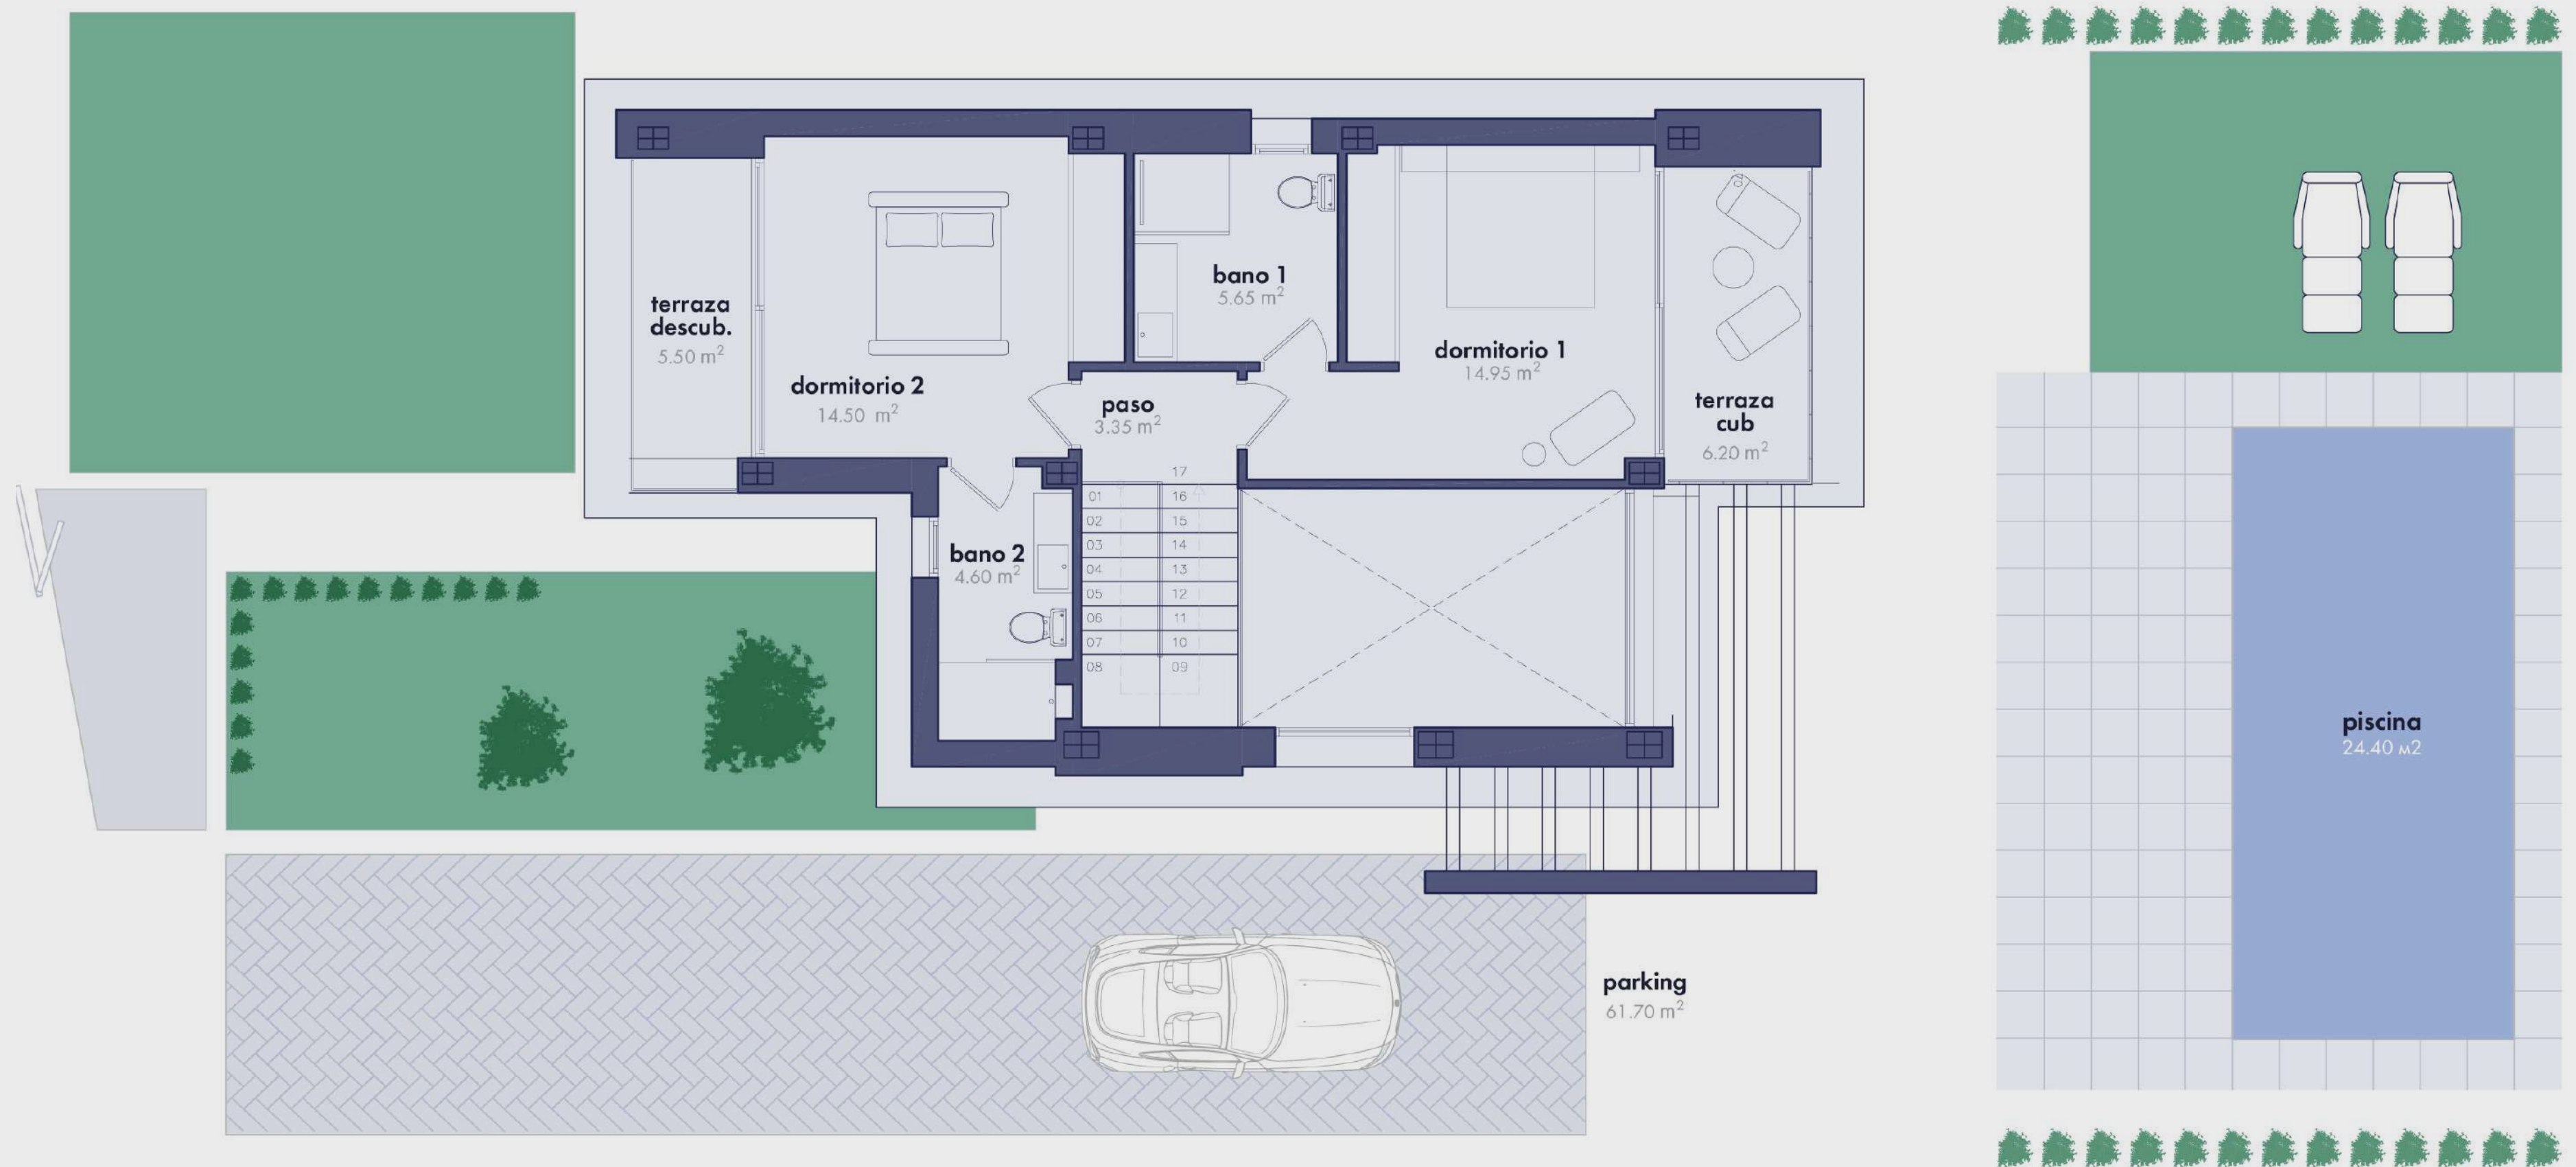 terraza
descub.
5.50 m²
dormitorio 2
14.50 m²
bano 1
5.65 m²
paso
3.35 m²
dormitorio 1
14.95 m²
terraza
cub
6.20 m²
bano 2
4.60 m²
17
01 16
02 15
03 14
04 13
05 12
06 11
07 10
08 09
piscina
24.40 м2
parking
61.70 m²